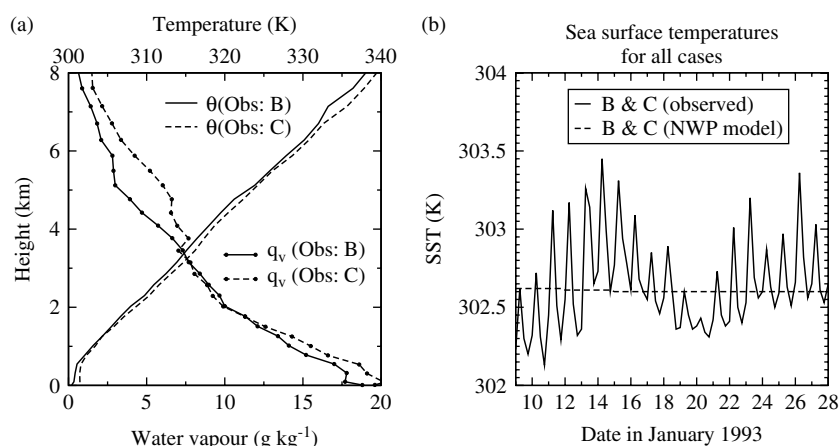 (a)
Temperature (K)
300 310 320 330 340
8
6
4
2
0
Height (km)
θ(Obs: B)
θ(Obs: C)
qv (Obs: B)
qv (Obs: C)
0 5 10 15 20
Water vapour (g kg⁻¹)
(b)
Sea surface temperatures
for all cases
304
303.5
303
302.5
302
SST (K)
B & C (observed)
B & C (NWP model)
10 12 14 16 18 20 22 24 26 28
Date in January 1993